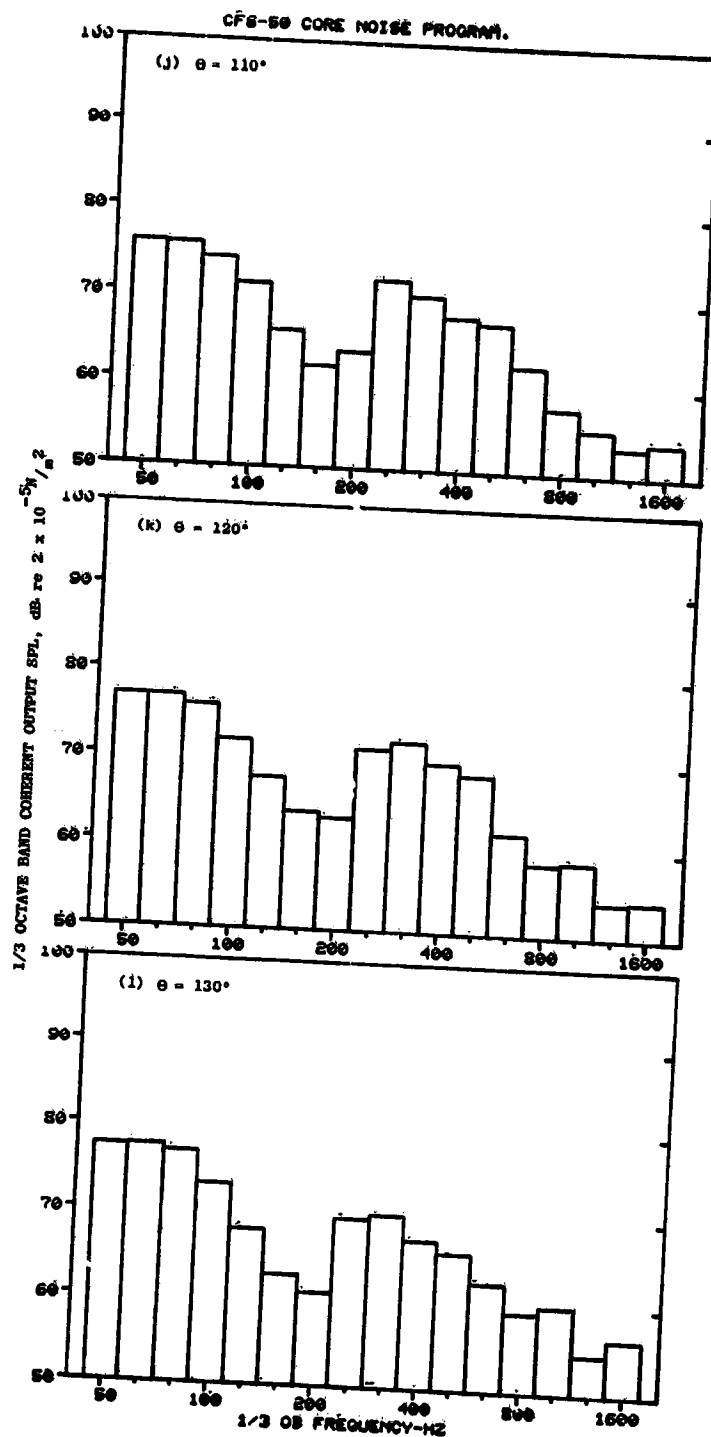 CF6-50 CORE NOISE PROGRAM.
1/3 OCTAVE BAND COHERENT OUTPUT SPL, dB re 2 x 10⁻⁵N/m²
100
(j) θ = 110°
90
80
70
60
50
50 100 200 400 800 1600
100
(k) θ = 120°
90
80
70
60
50
50 100 200 400 800 1600
100
(l) θ = 130°
90
80
70
60
50
50 100 200 400 800 1600
1/3 OB FREQUENCY-HZ